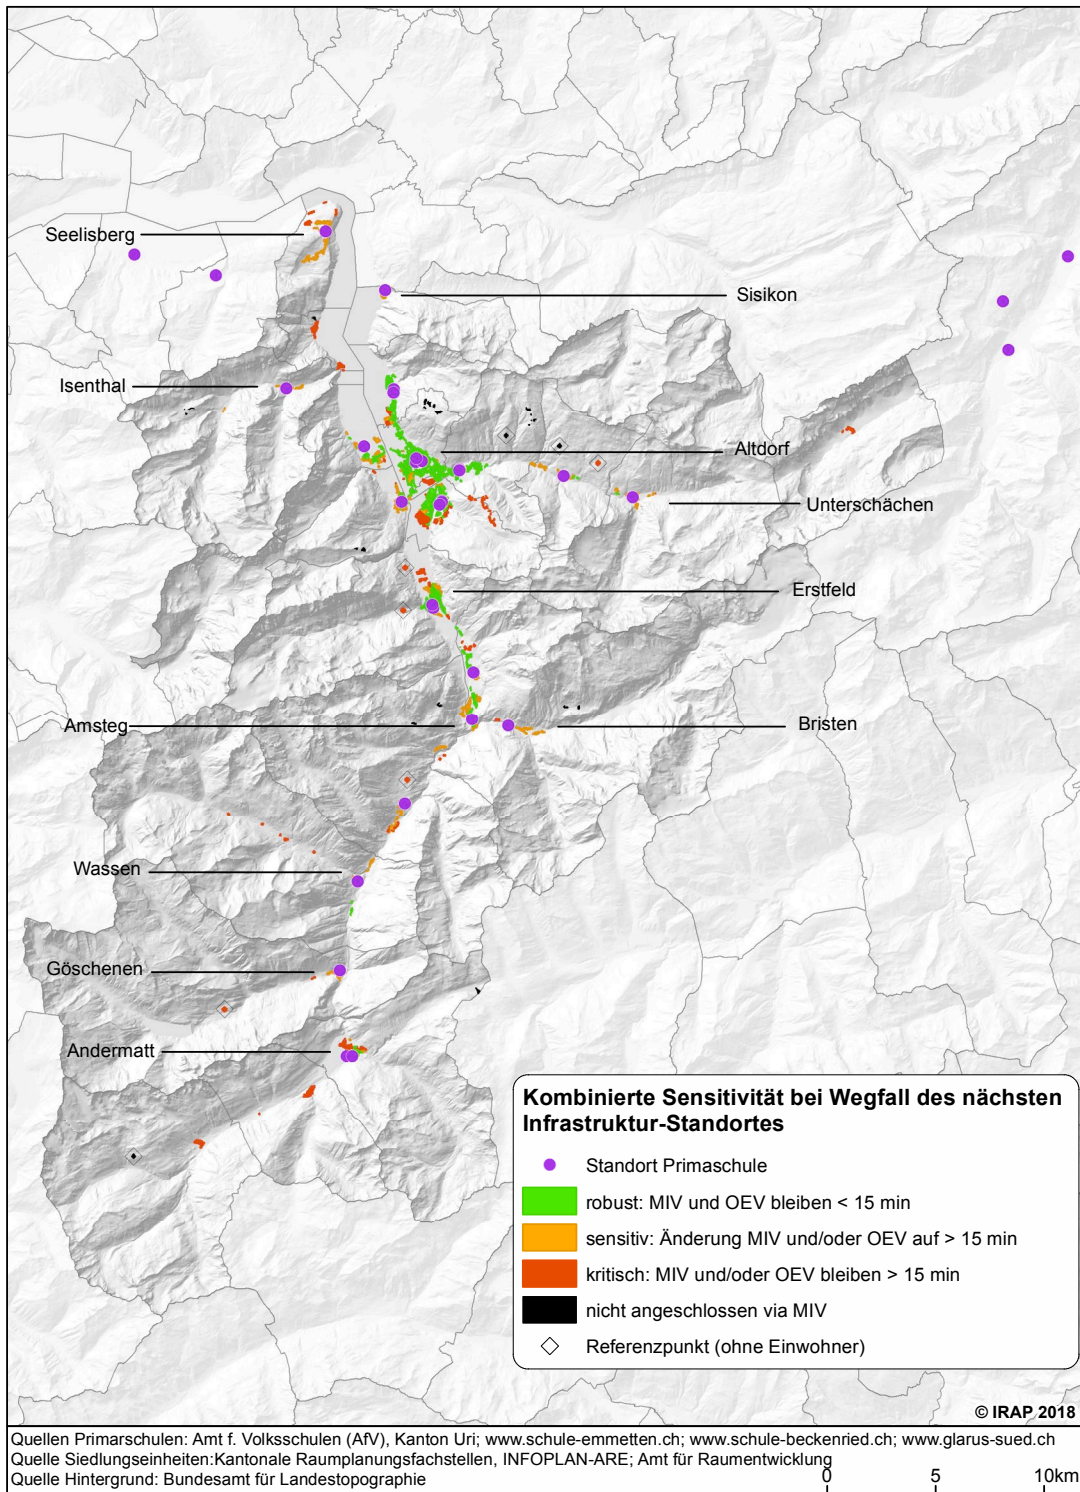 Seelisberg
Sisikon
Isenthal
Altdorf
Unterschächen
Erstfeld
Amsteg
Bristen
Wassen
Göschenen
Andermatt
Kombinierte Sensitivität bei Wegfall des nächsten
Infrastruktur-Standortes
Standort Primaschule
robust: MIV und OEV bleiben < 15 min
sensitiv: Änderung MIV und/oder OEV auf > 15 min
kritisch: MIV und/oder OEV bleiben > 15 min
nicht angeschlossen via MIV
Referenzpunkt (ohne Einwohner)
© IRAP 2018
Quellen Primarschulen: Amt f. Volksschulen (AfV), Kanton Uri; www.schule-emmetten.ch; www.schule-beckenried.ch; www.glarus-sued.ch
Quelle Siedlungseinheiten:Kantonale Raumplanungsfachstellen, INFOPLAN-ARE; Amt für Raumentwicklung
Quelle Hintergrund: Bundesamt für Landestopographie
0 5 10km